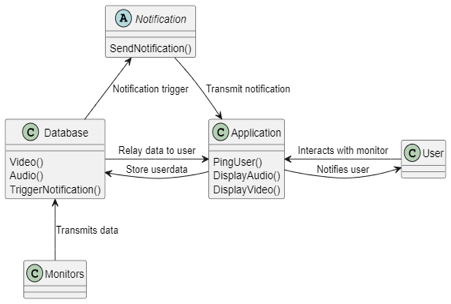 A Notification
SendNotification()
Notification trigger
Transmit notification
C Database
Video()
Audio()
TriggerNotification()
Relay data to user
Store userdata
C Application
PingUser()
DisplayAudio()
DisplayVideo()
Interacts with monitor
Notifies user
C User
Transmits data
C Monitors